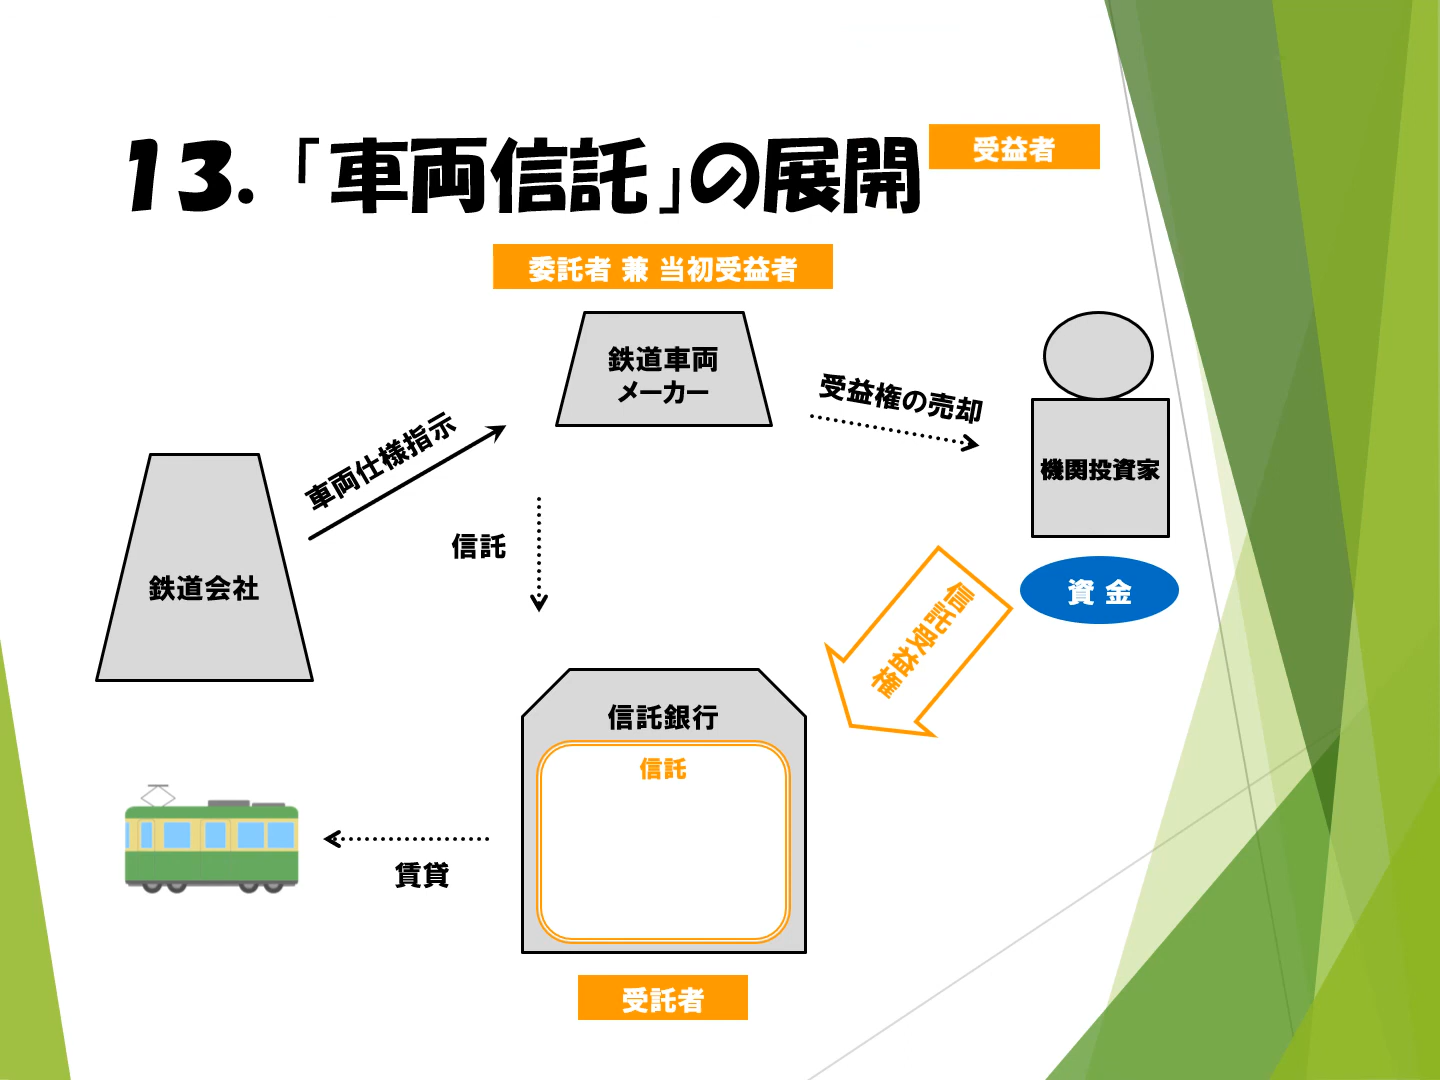 13.「車両信託」の展開
受益者
委託者 兼 当初受益者
鉄道車両
メーカー
受益権の売却
車両仕様指示
機関投資家
信託
鉄道会社
資 金
信託受益権
信託銀行
信託
賃貸
受託者